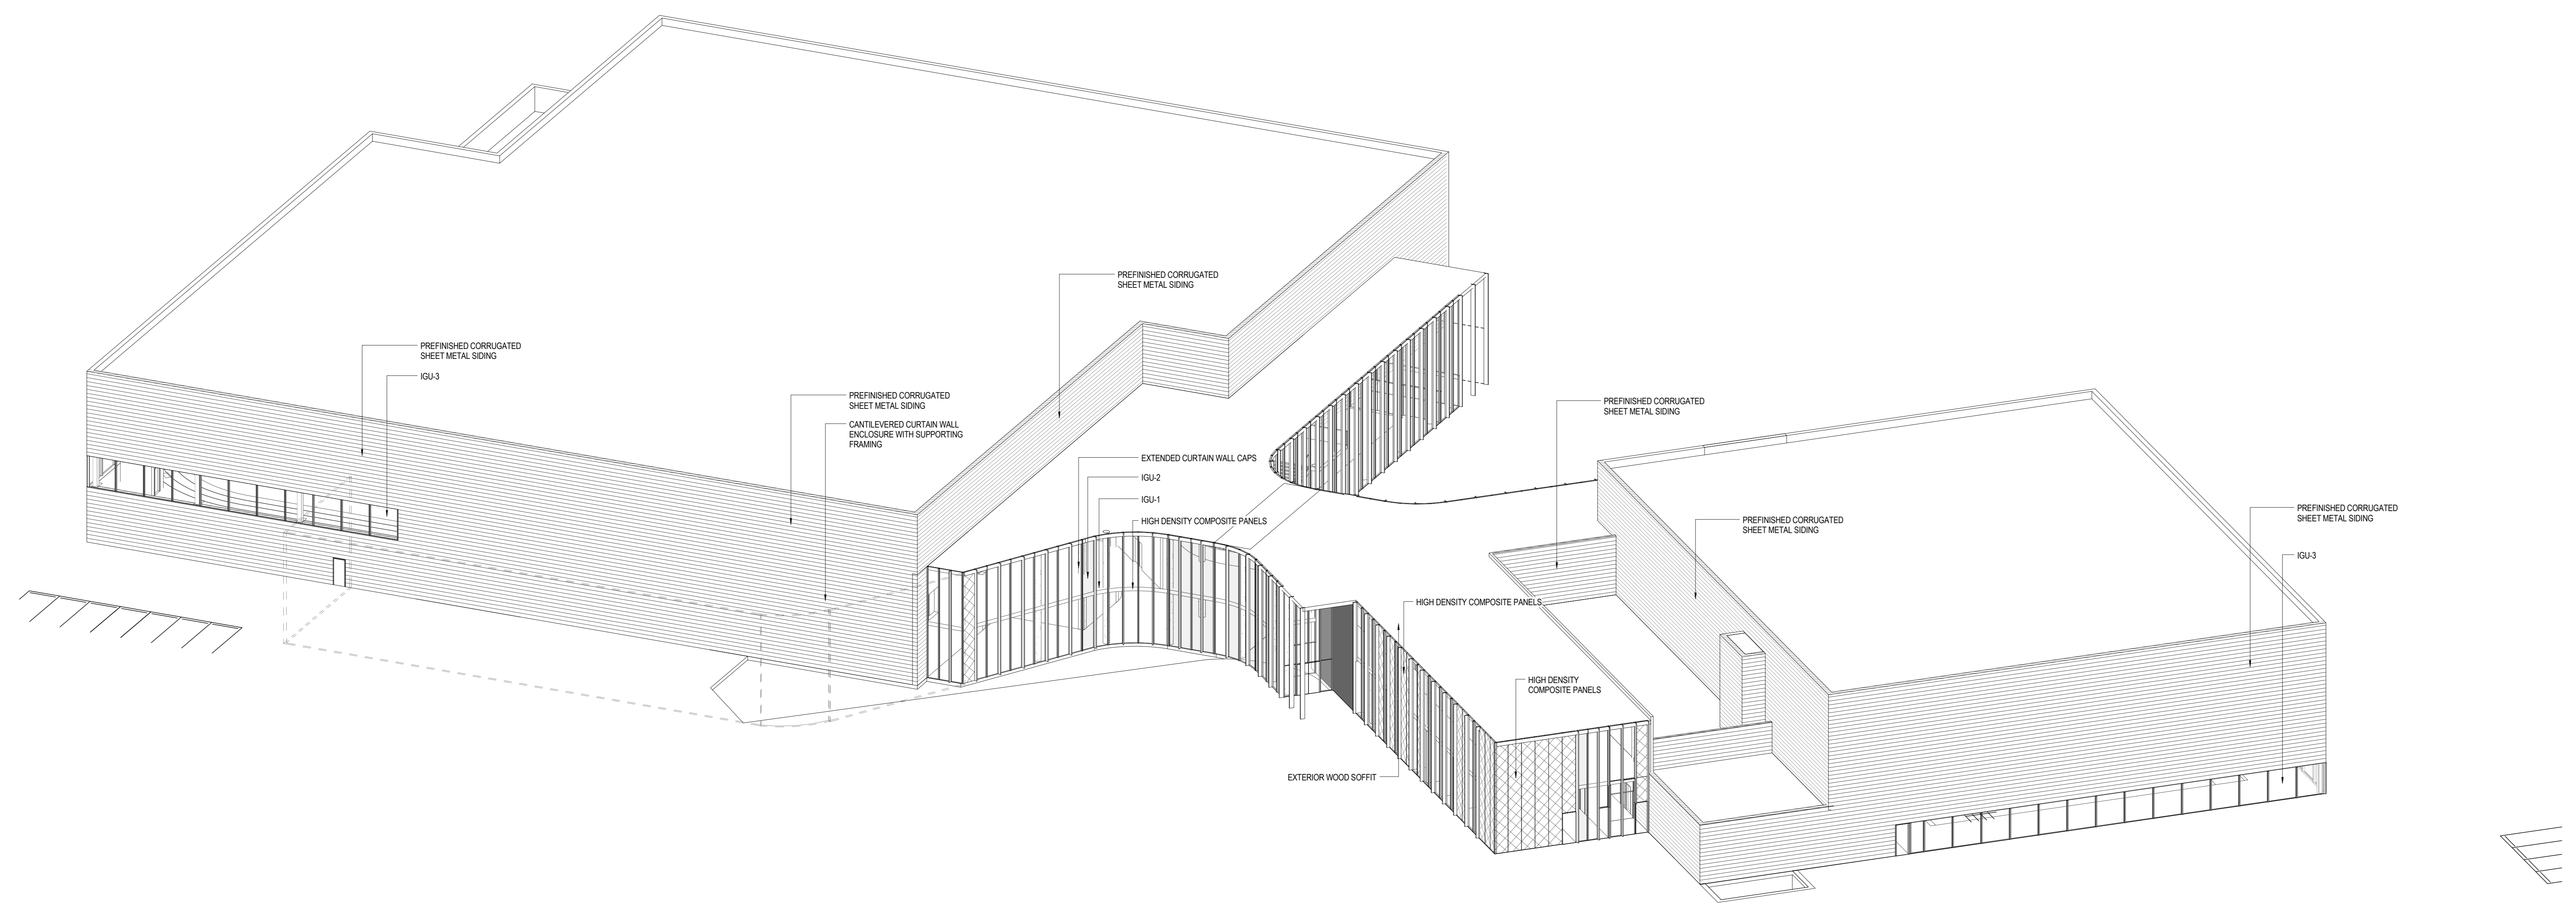 PREFINISHED CORRUGATED
SHEET METAL SIDING
PREFINISHED CORRUGATED
SHEET METAL SIDING
IGU-3
PREFINISHED CORRUGATED
SHEET METAL SIDING
CANTILEVERED CURTAIN WALL
ENCLOSURE WITH SUPPORTING
FRAMING
EXTENDED CURTAIN WALL CAPS
IGU-2
IGU-1
HIGH DENSITY COMPOSITE PANELS
PREFINISHED CORRUGATED
SHEET METAL SIDING
PREFINISHED CORRUGATED
SHEET METAL SIDING
PREFINISHED CORRUGATED
SHEET METAL SIDING
IGU-3
HIGH DENSITY COMPOSITE PANELS
HIGH DENSITY
COMPOSITE PANELS
EXTERIOR WOOD SOFFIT